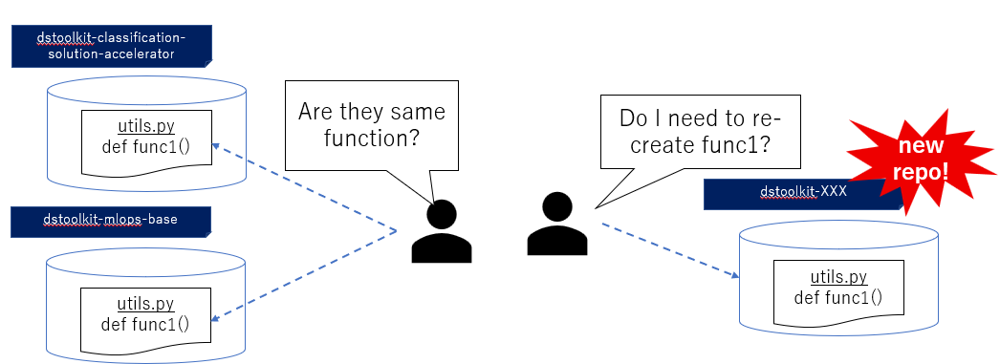 dstoolkit-classification-
solution-accelerator
utils.py
def func1()
dstoolkit-mlops-base
utils.py
def func1()
Are they same
function?
Do I need to re-
create func1?
new
repo!
dstoolkit-XXX
utils.py
def func1()